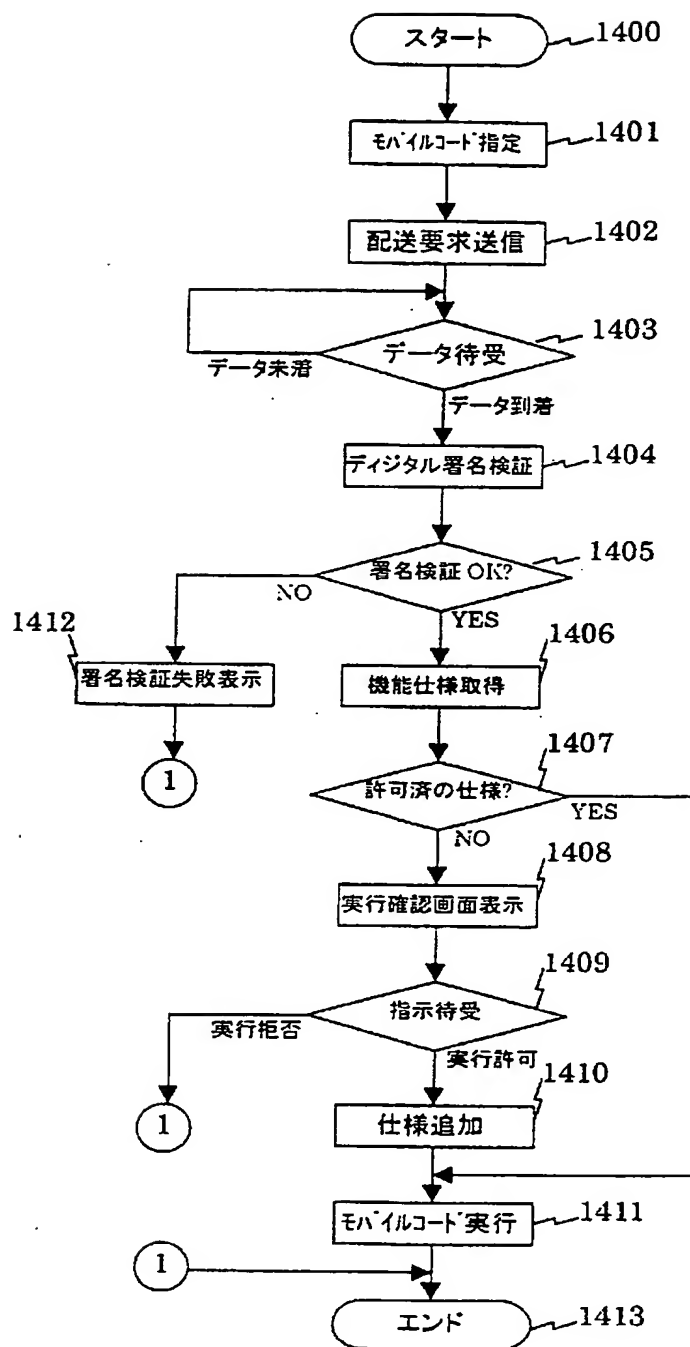 スタート
1400
モバイルコード指定
1401
配送要求送信
1402
データ待受
1403
データ未着
データ到着
ディジタル署名検証
1404
署名検証 OK?
1405
NO
YES
1412
署名検証失敗表示
機能仕様取得
1406
1
許可済の仕様?
1407
YES
NO
実行確認画面表示
1408
指示待受
1409
実行拒否
実行許可
1
仕様追加
1410
モバイルコード実行
1411
1
エンド
1413